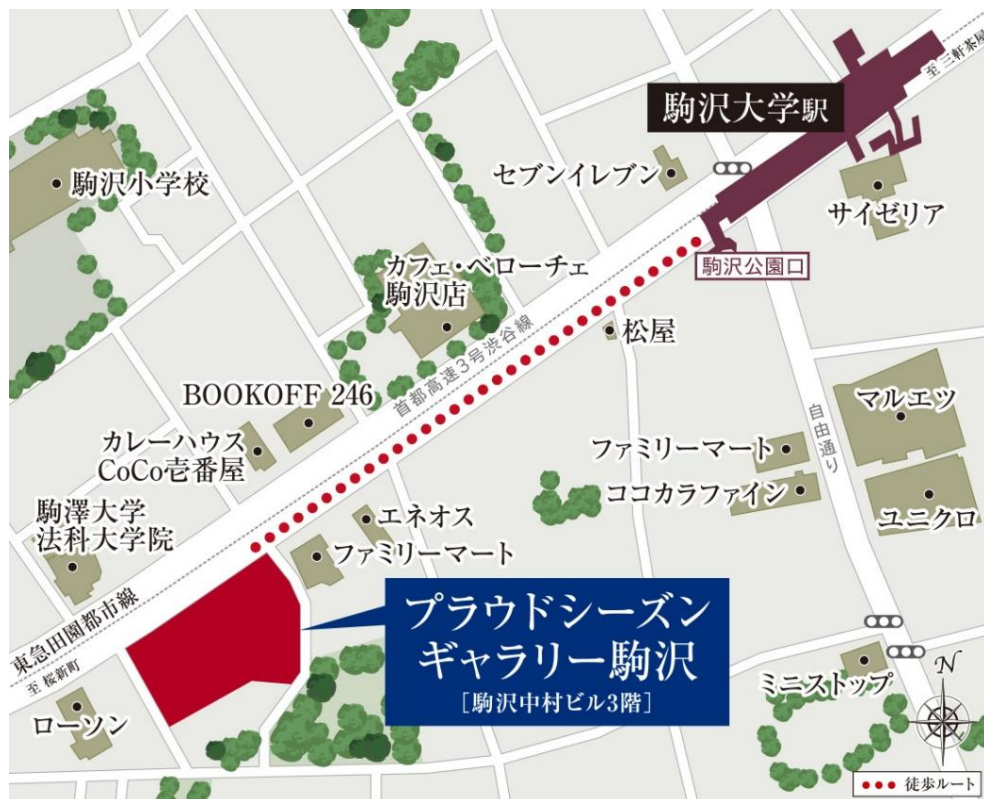 至 三軒茶屋
駒沢大学駅
駒沢小学校
セブンイレブン
サイゼリア
駒沢公園口
カフェ・ベローチェ
駒沢店
松屋
首都高速3号渋谷線
BOOKOFF 246
マルエツ
カレーハウス
CoCo壱番屋
自由通り
ファミリーマート
ココカラファイン
駒澤大学
法科大学院
エネオス
ユニクロ
ファミリーマート
東急田園都市線
至 桜新町
プラウドシーズン
ギャラリー駒沢
[駒沢中村ビル3階]
ローソン
ミニストップ
N
徒歩ルート